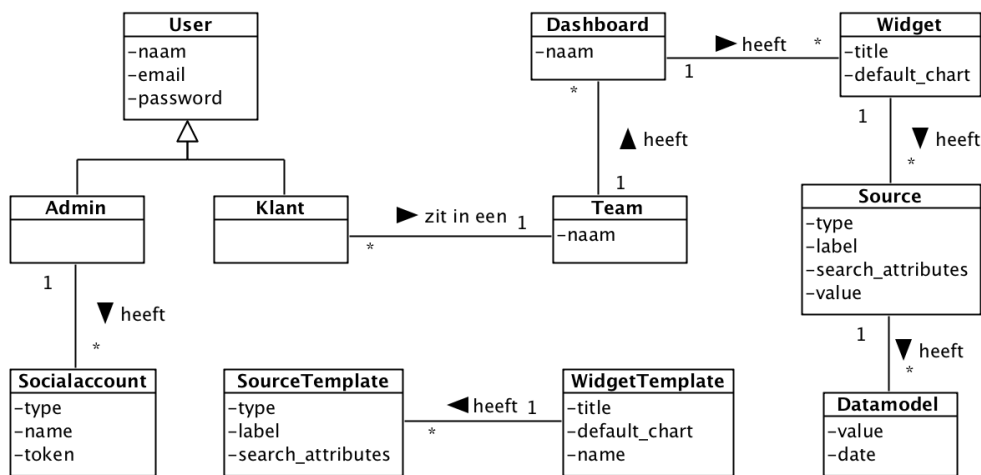 User
-naam
-email
-password
Dashboard
-naam
heeft
1
*
Widget
-title
-default_chart
*
heeft
1
1
heeft
*
Admin
Klant
zit in een
*
1
Team
-naam
Source
-type
-label
-search_attributes
-value
1
heeft
*
1
heeft
*
Socialaccount
-type
-name
-token
SourceTemplate
-type
-label
-search_attributes
heeft
1
*
WidgetTemplate
-title
-default_chart
-name
Datamodel
-value
-date